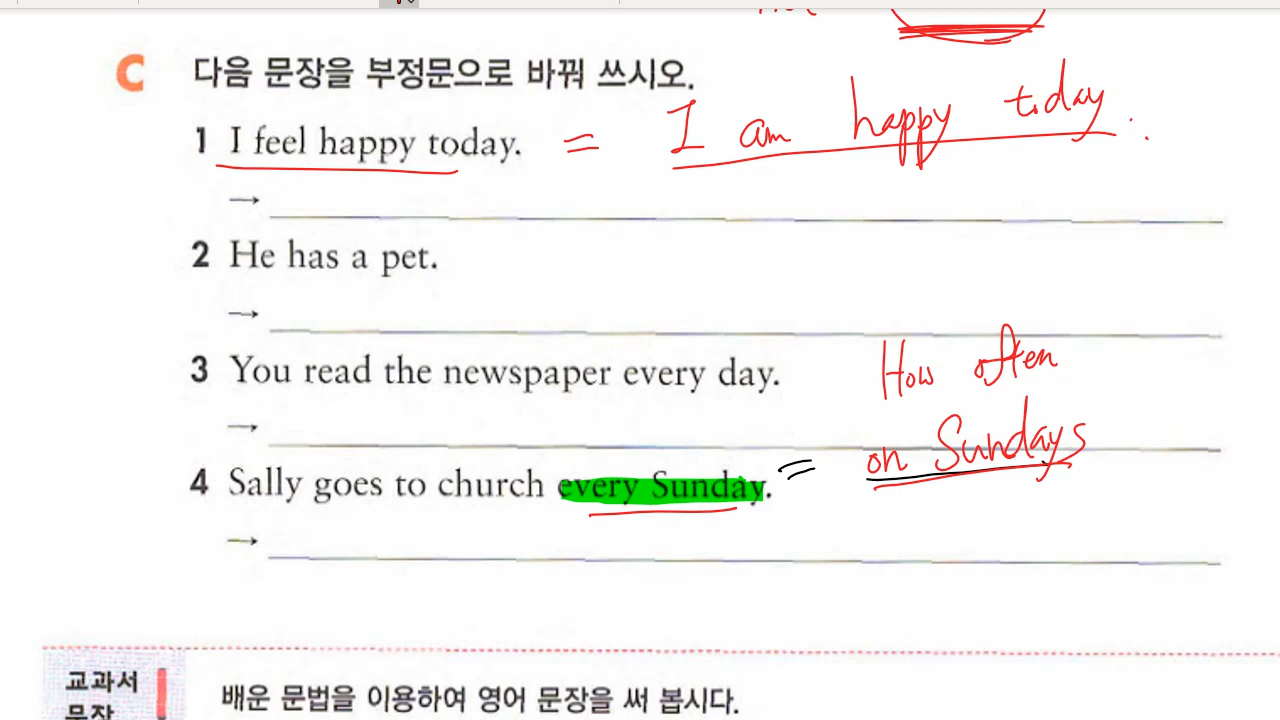 C 다음 문장을 부정문으로 바꿔 쓰시오.
1 I feel happy today. = I am happy today.
→
2 He has a pet.
→
3 You read the newspaper every day. How often
→
4 Sally goes to church every Sunday. = on Sundays
→
교과서
문장
배운 문법을 이용하여 영어 문장을 써 봅시다.